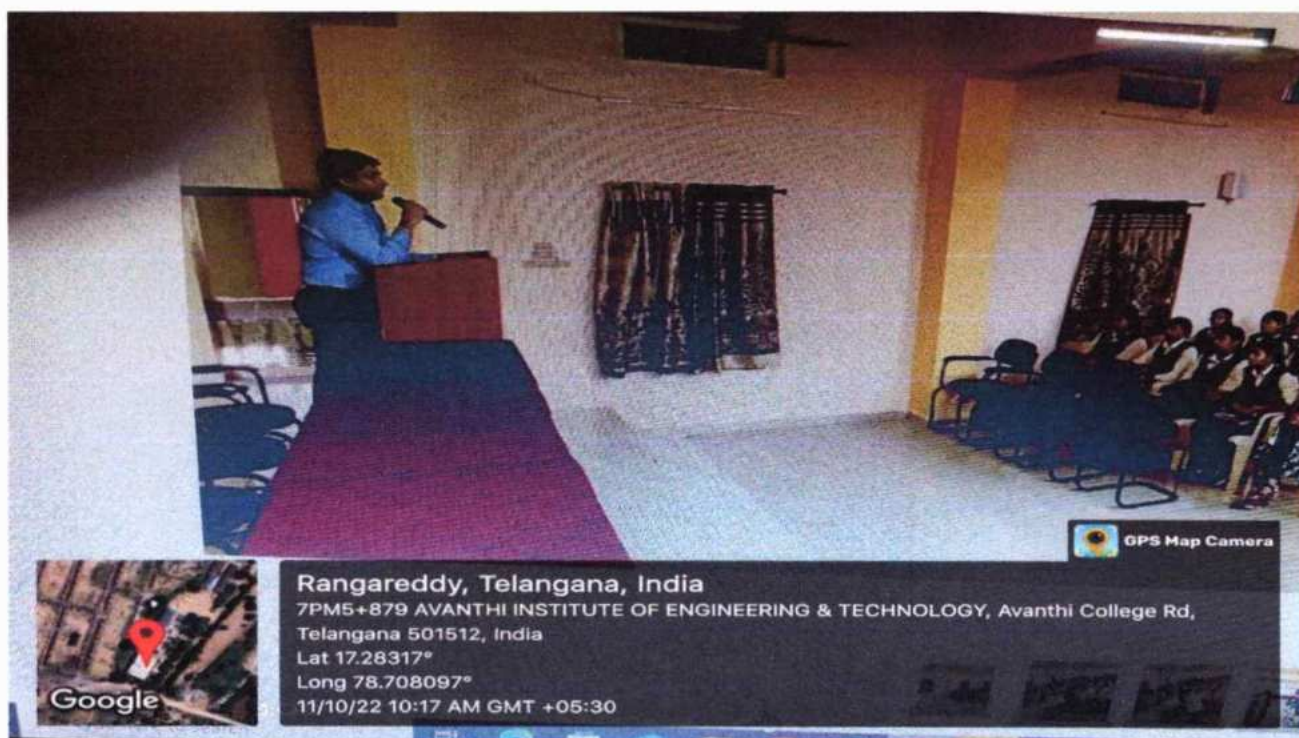 GPS Map Camera
Rangareddy, Telangana, India
7PM5+879 AVANTHI INSTITUTE OF ENGINEERING & TECHNOLOGY, Avanthi College Rd,
Telangana 501512, India
Lat 17.28317°
Long 78.708097°
11/10/22 10:17 AM GMT +05:30
Google